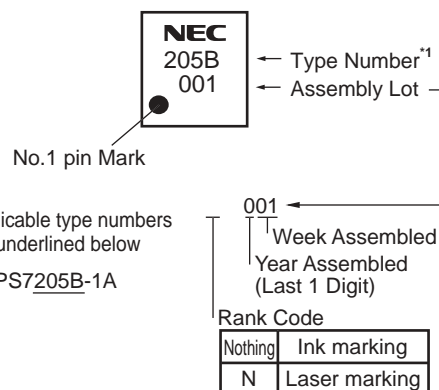 NEC
205B
001
Type Number*1
Assembly Lot
No.1 pin Mark
icable type numbers
underlined below
PS7205B-1A
001
Week Assembled
Year Assembled
(Last 1 Digit)
Rank Code
Nothing Ink marking
N Laser marking